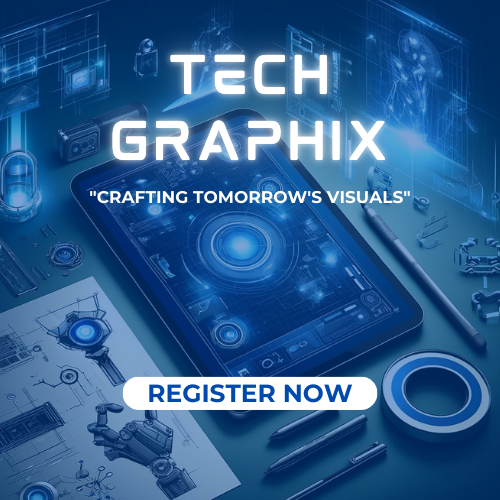 TECH
GRAPHIX
"CRAFTING TOMORROW'S VISUALS"
REGISTER NOW